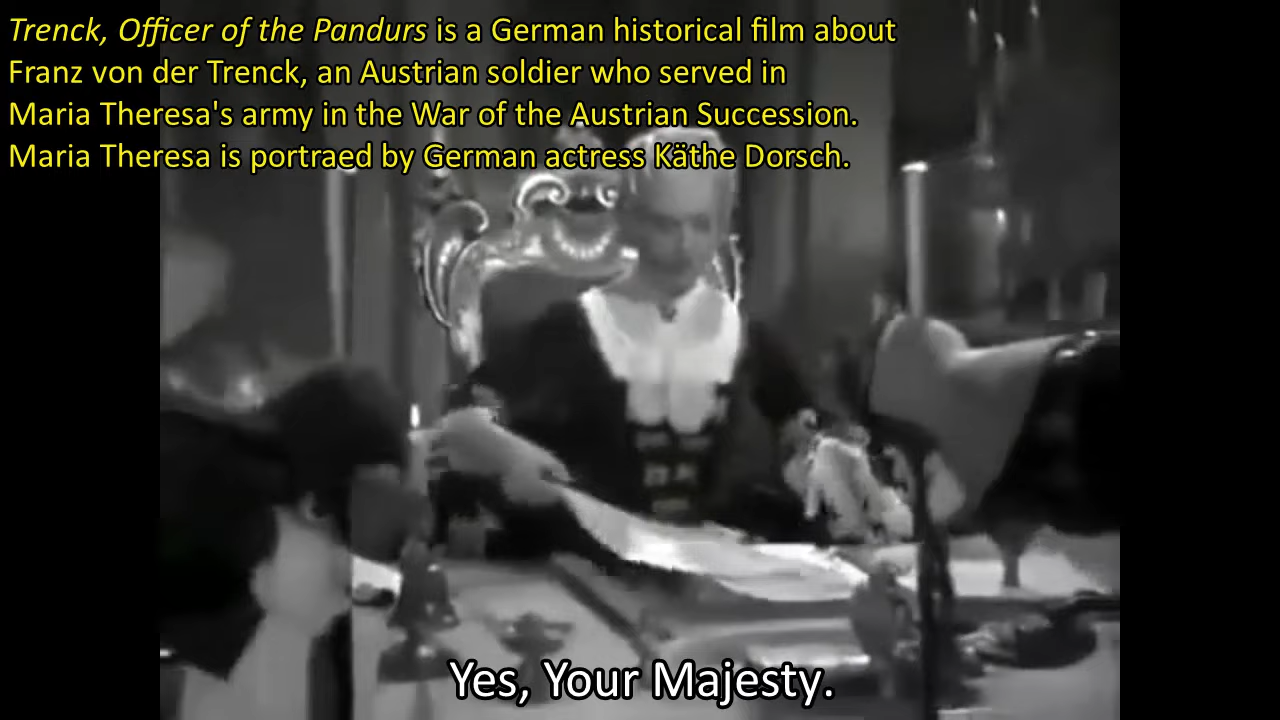 Trenck, Officer of the Pandurs is a German historical film about
Franz von der Trenck, an Austrian soldier who served in
Maria Theresa's army in the War of the Austrian Succession.
Maria Theresa is portraed by German actress Käthe Dorsch.
Yes, Your Majesty.